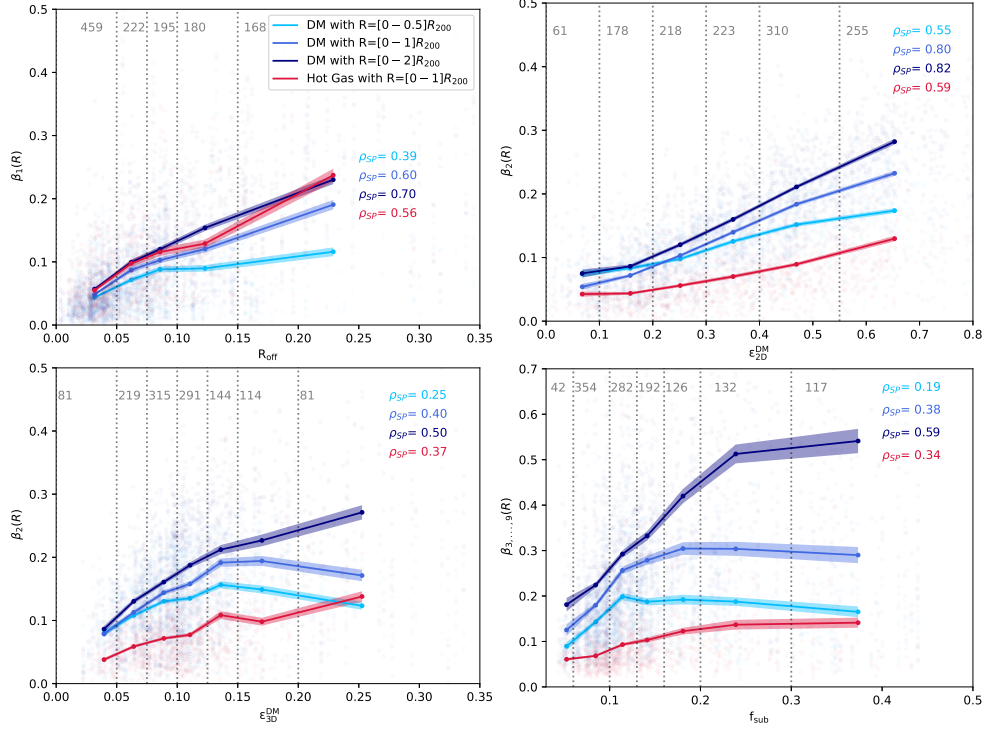 0.5
459 222 195 180 168
DM with R=[0−0.5]R200
DM with R=[0−1]R200
DM with R=[0−2]R200
Hot Gas with R=[0−1]R200
0.4
0.3
ρSP= 0.39
ρSP= 0.60
ρSP= 0.70
ρSP= 0.56
β1(R)
0.2
0.1
0.0
0.00 0.05 0.10 0.15 0.20 0.25 0.30 0.35
Roff
0.5
61 178 218 223 310 255
ρSP= 0.55
ρSP= 0.80
ρSP= 0.82
ρSP= 0.59
0.4
0.3
β2(R)
0.2
0.1
0.0
0.0 0.1 0.2 0.3 0.4 0.5 0.6 0.7 0.8
ε2D^DM
0.5
81 219 315 291 144 114 81
ρSP= 0.25
ρSP= 0.40
ρSP= 0.50
ρSP= 0.37
0.4
0.3
β2(R)
0.2
0.1
0.0
0.00 0.05 0.10 0.15 0.20 0.25 0.30 0.35
ε3D^DM
0.7
42 354 282 192 126 132 117
ρSP= 0.19
ρSP= 0.38
ρSP= 0.59
ρSP= 0.34
0.6
0.5
0.4
β3,...,9(R)
0.3
0.2
0.1
0.0
0.1 0.2 0.3 0.4 0.5
fsub